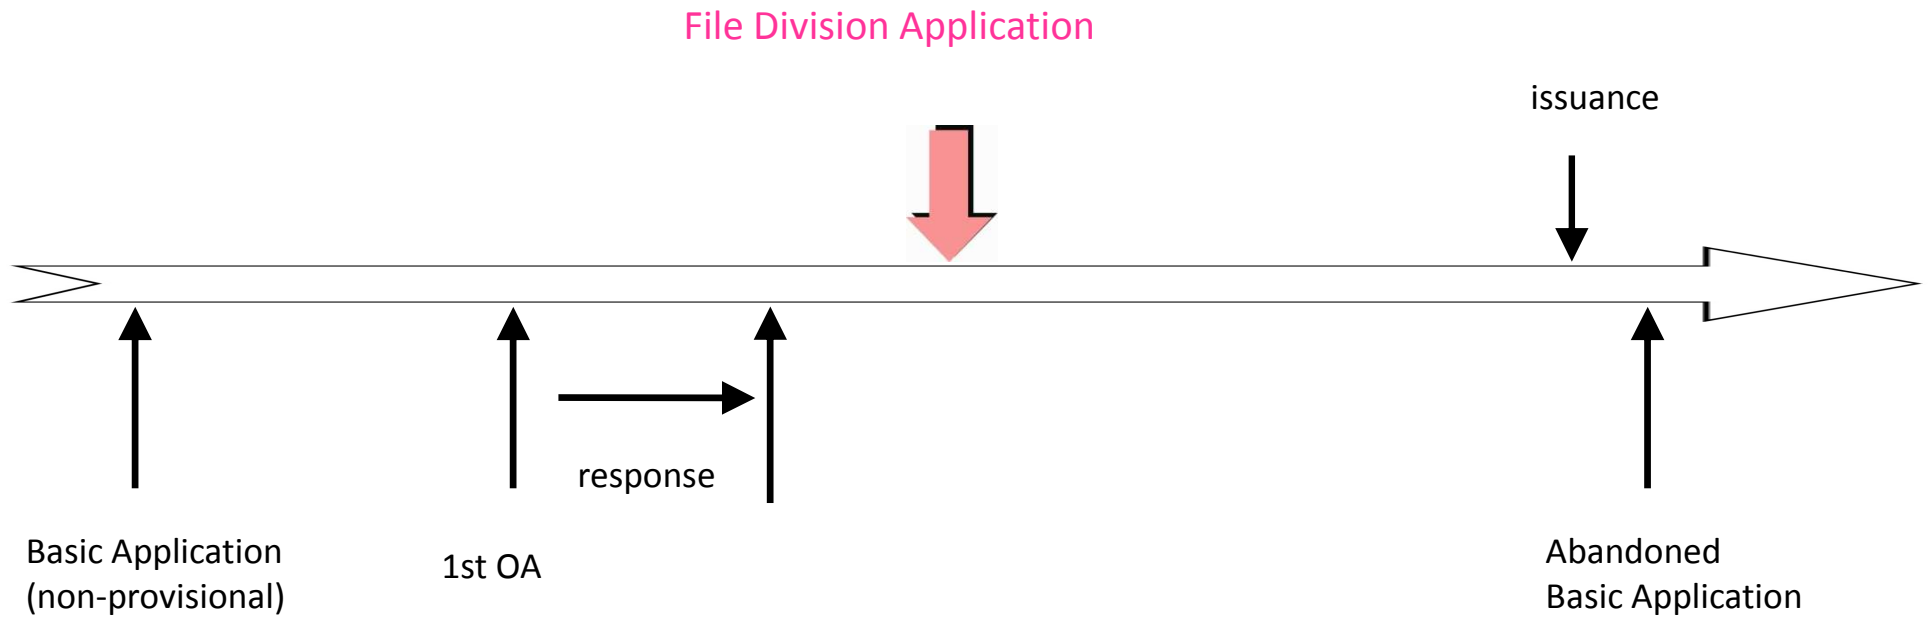 File Division Application
issuance
response
Basic Application
(non-provisional)
1st OA
Abandoned
Basic Application